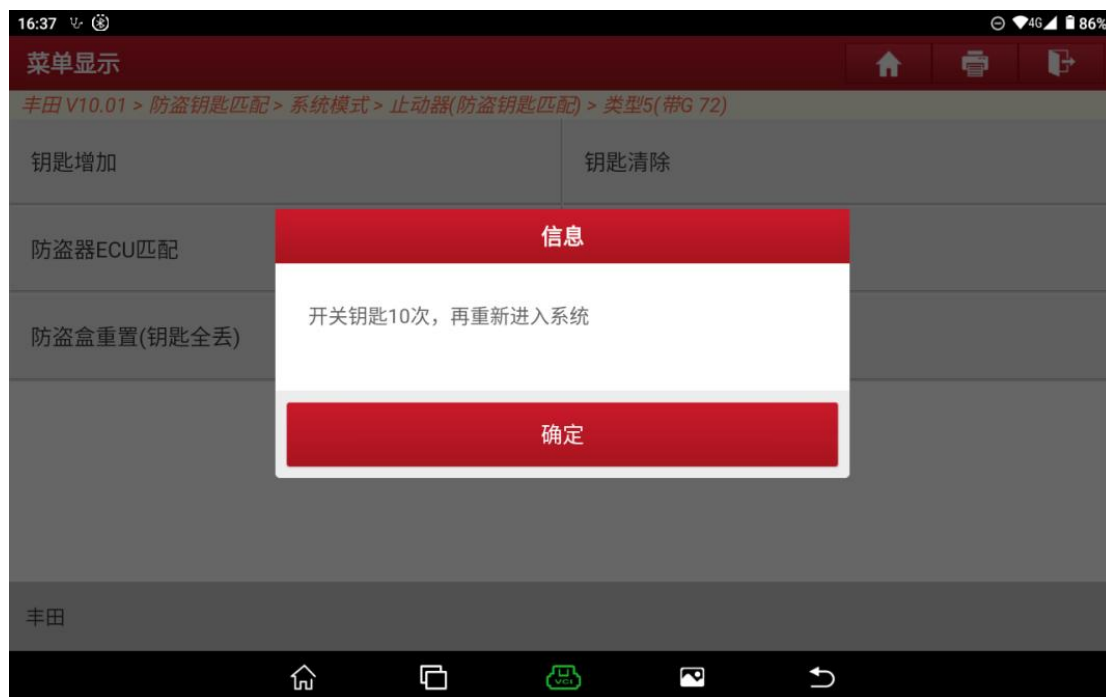 16:37
4G 86%
菜单显示
丰田 V10.01 > 防盗钥匙匹配 > 系统模式 > 止动器(防盗钥匙匹配) > 类型5(带G 72)
钥匙增加
钥匙清除
防盗器ECU匹配
信息
开关钥匙10次，再重新进入系统
防盗盒重置(钥匙全丢)
确定
丰田
VCI